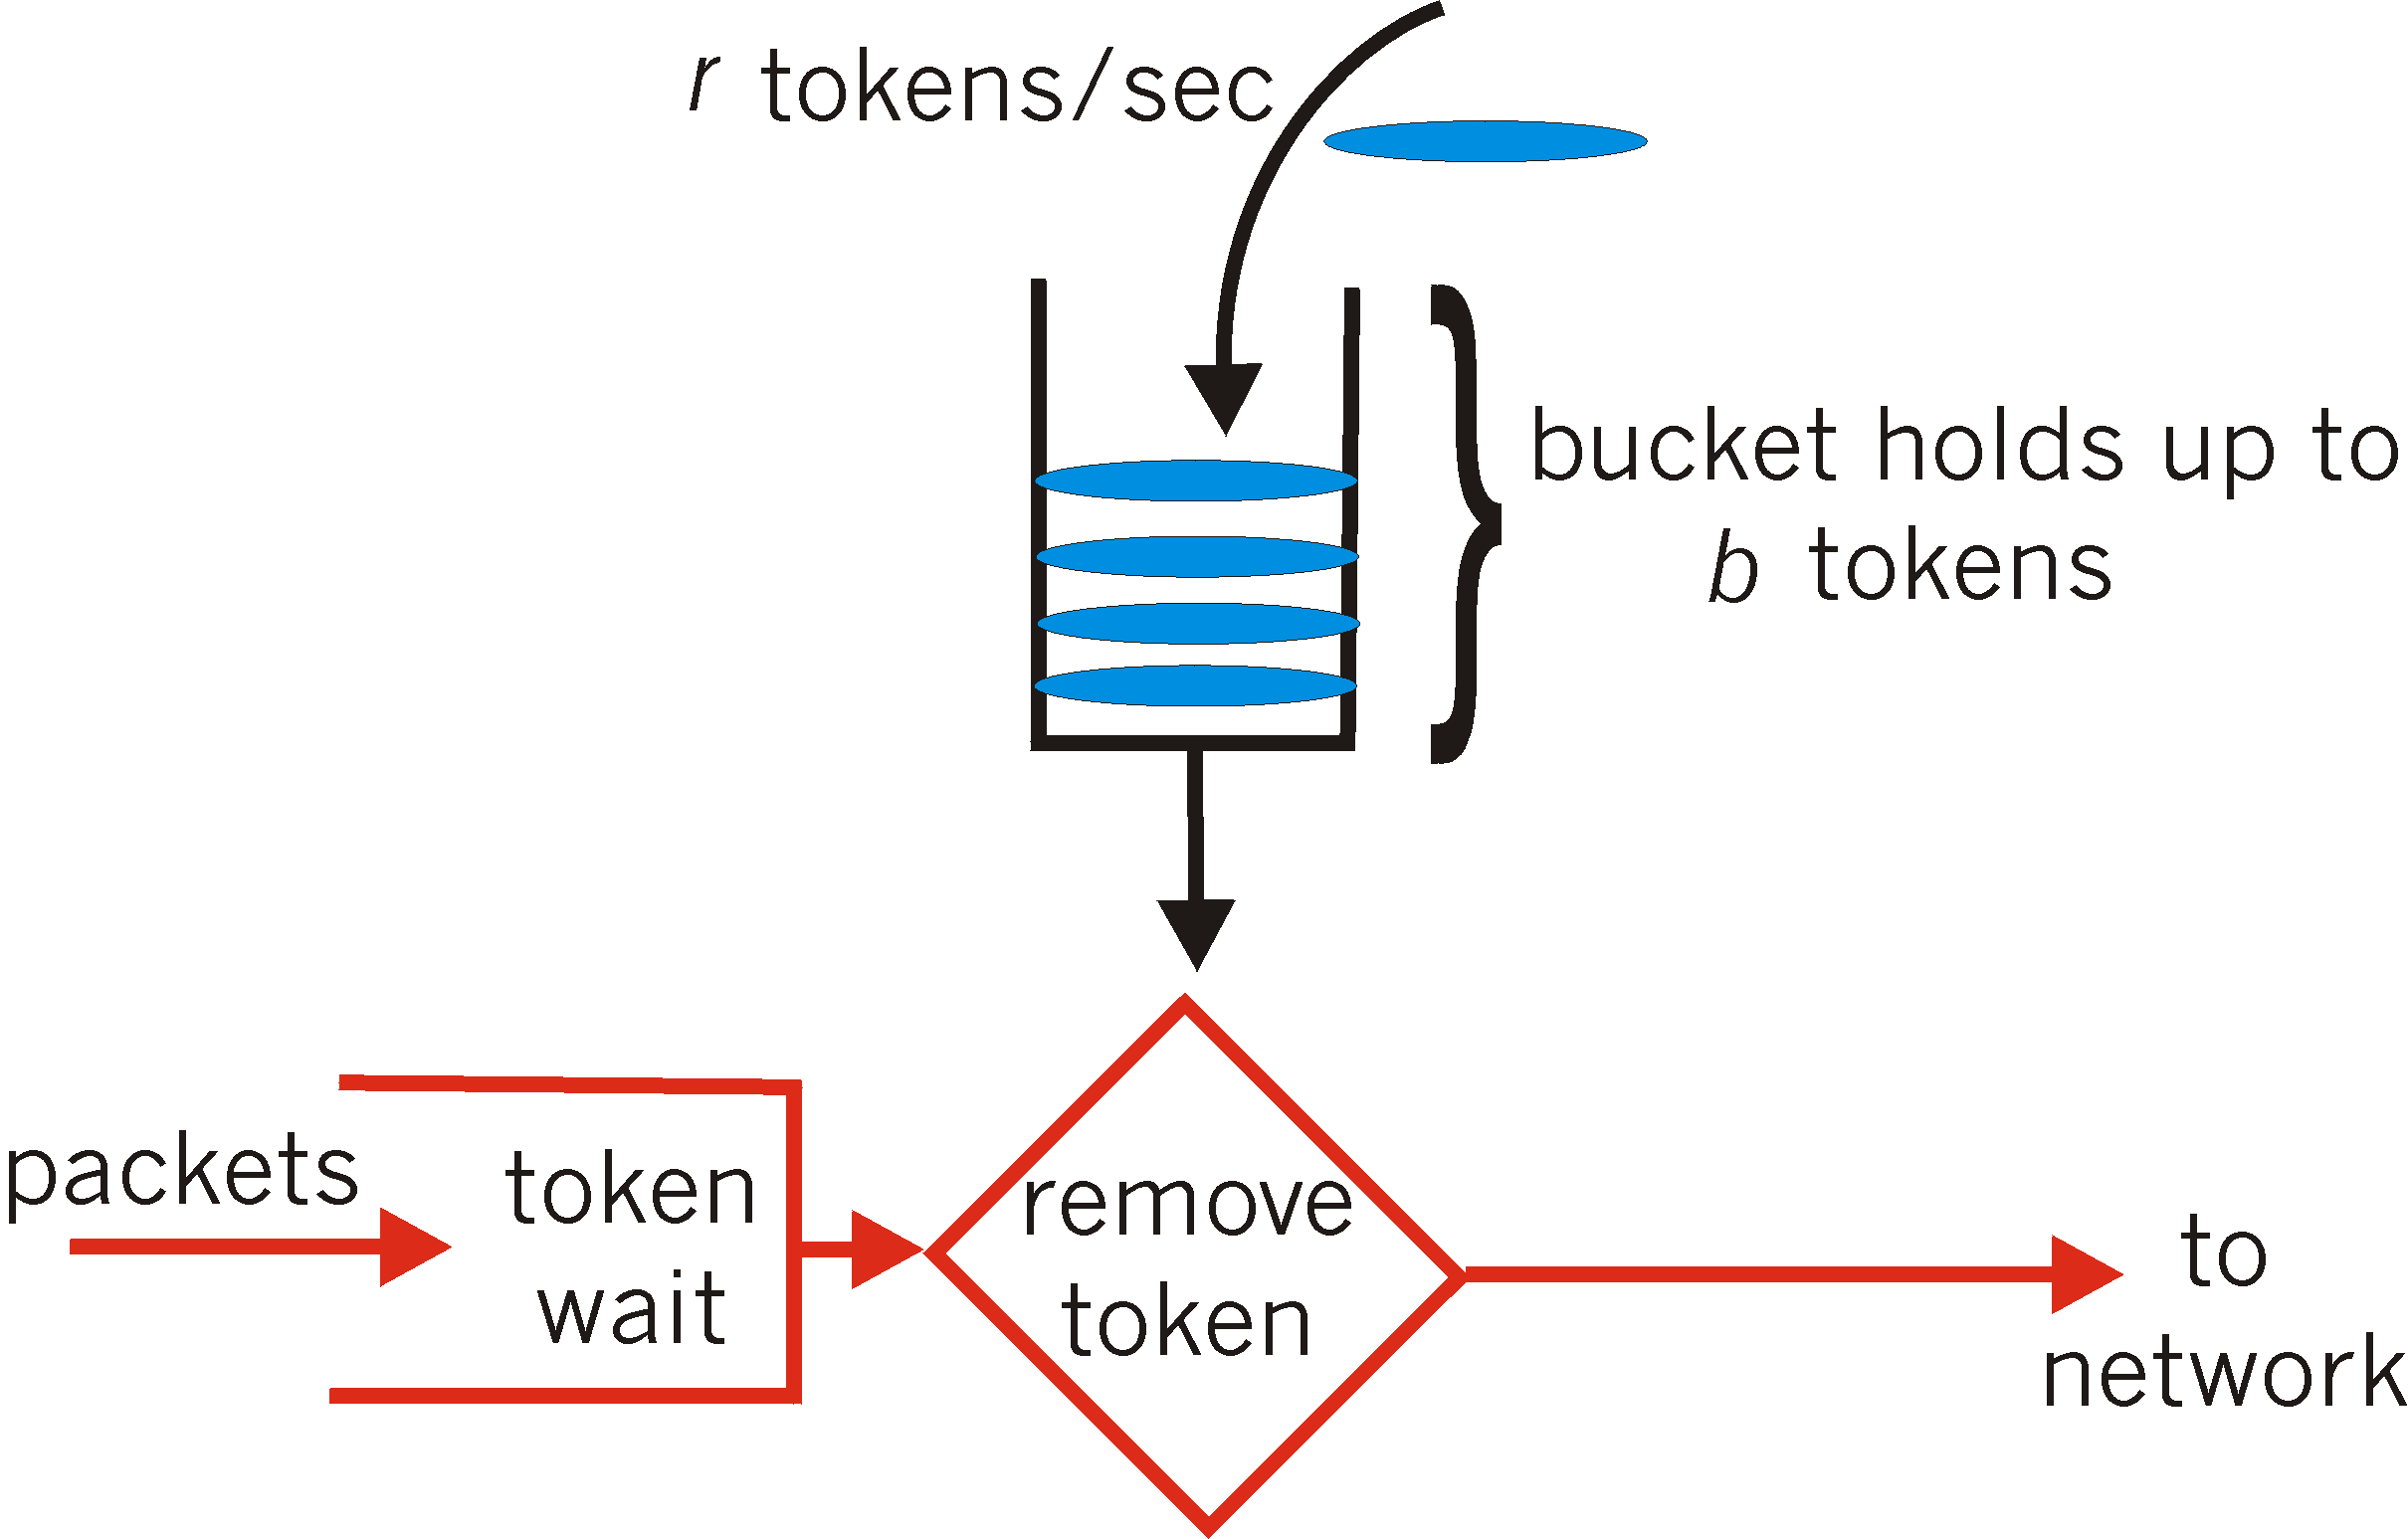 r tokens/sec
bucket holds up to
b tokens
packets
token
wait
remove
token
to
network